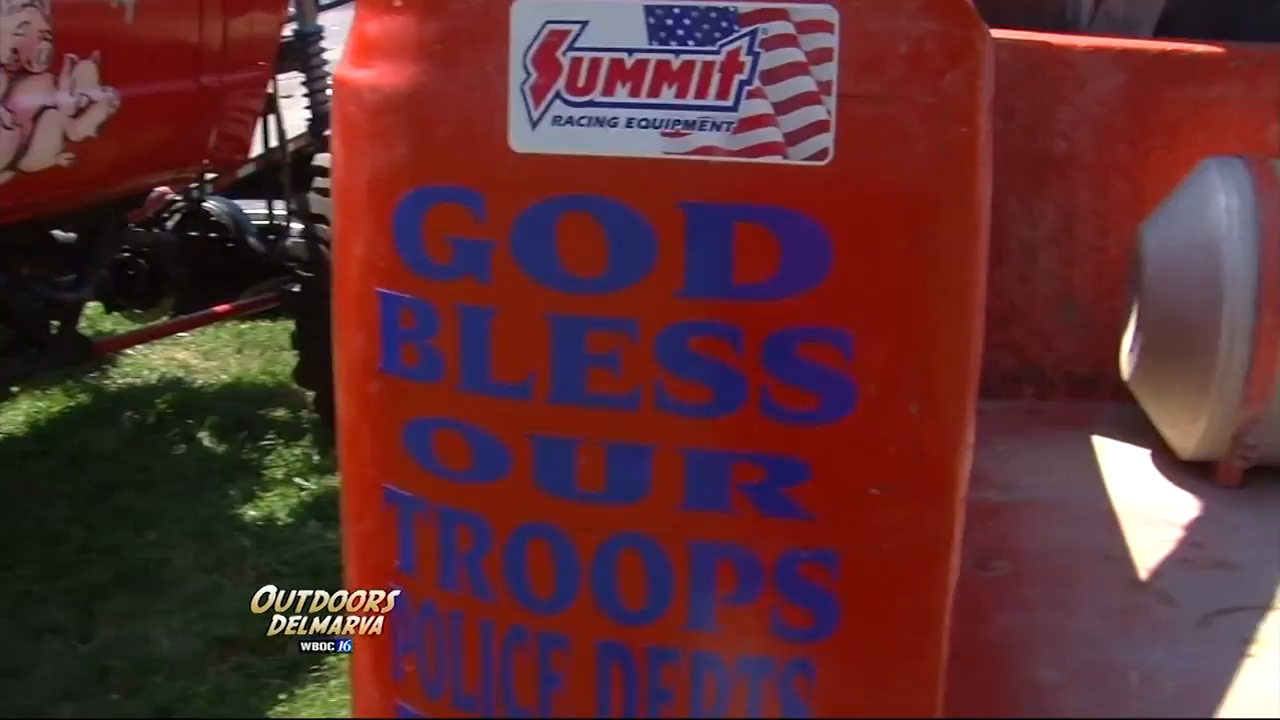 SUMMIT
RACING EQUIPMENT
GOD
BLESS
OUR
TROOPS
POLICE DEPTS
OUTDOORS
DELMARVA
WBOC 16